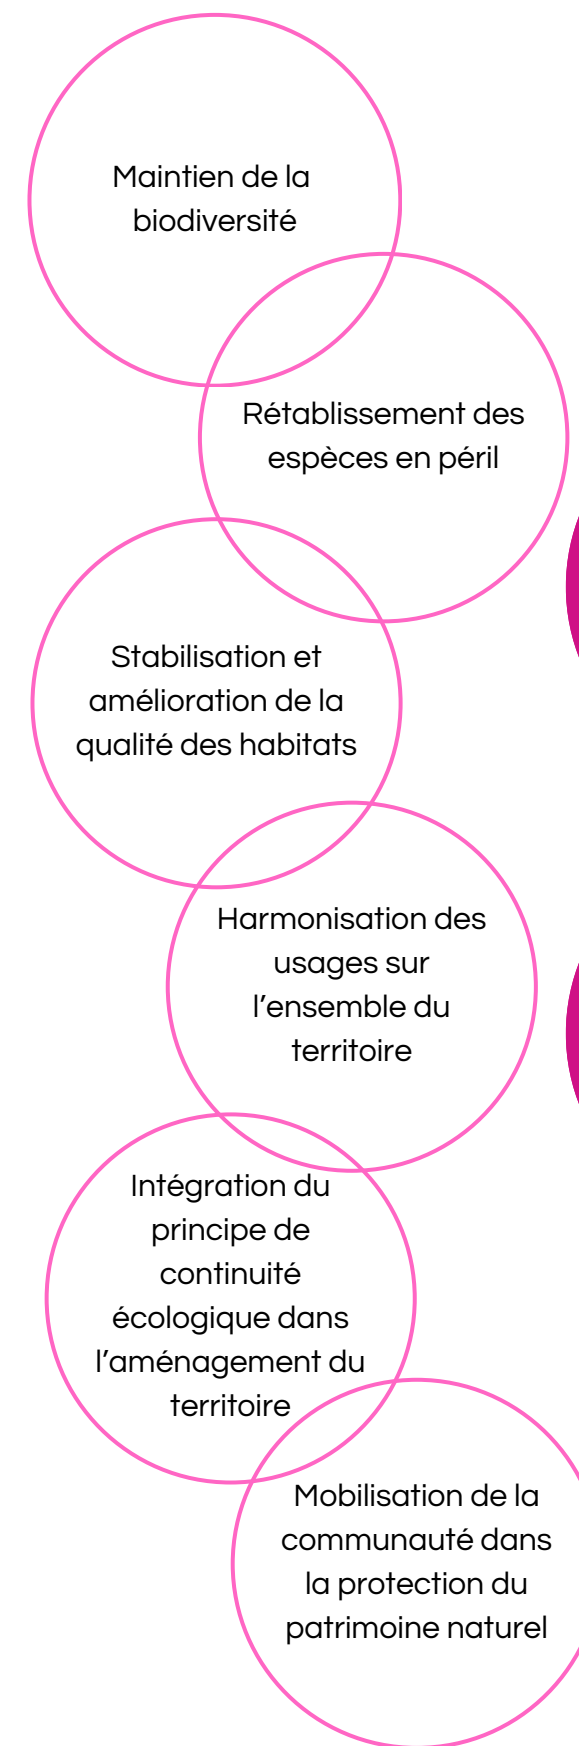 Maintien de la
biodiversité
Rétablissement des
espèces en péril
Stabilisation et
amélioration de la
qualité des habitats
Harmonisation des
usages sur
l’ensemble du
territoire
Intégration du
principe de
continuité
écologique dans
l’aménagement du
territoire
Mobilisation de la
communauté dans
la protection du
patrimoine naturel